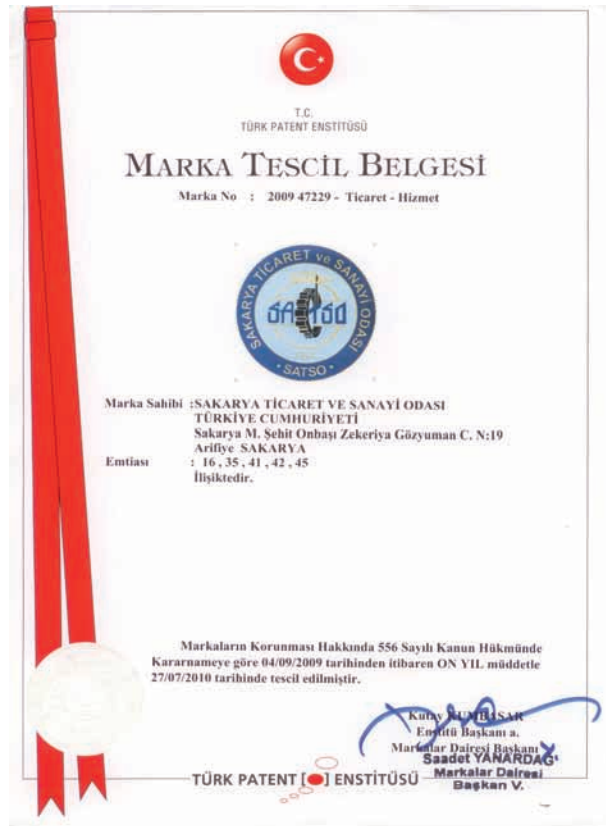 T.C.
TÜRK PATENT ENSTİTÜSÜ
MARKA TESCİL BELGESİ
Marka No : 2009 47229 - Ticaret - Hizmet
SAKARYA TİCARET ve SANAYİ ODASI
SATSO
Marka Sahibi :SAKARYA TİCARET VE SANAYİ ODASI
TÜRKİYE CUMHURİYETİ
Sakarya M. Şehit Onbaşı Zekeriya Gözyuman C. N:19
Arifiye SAKARYA
Emtiası : 16 , 35 , 41 , 42 , 45
İlişiktedir.
Markaların Korunması Hakkında 556 Sayılı Kanun Hükmünde
Kararnameye göre 04/09/2009 tarihinden itibaren ON YIL müddetle
27/07/2010 tarihinde tescil edilmiştir.
Kutay KUMBASAR
Enstitü Başkanı a.
Markalar Dairesi Başkanı
Saadet YANARDAĞ
Markalar Dairesi
Başkan V.
TÜRK PATENT [ ] ENSTİTÜSÜ